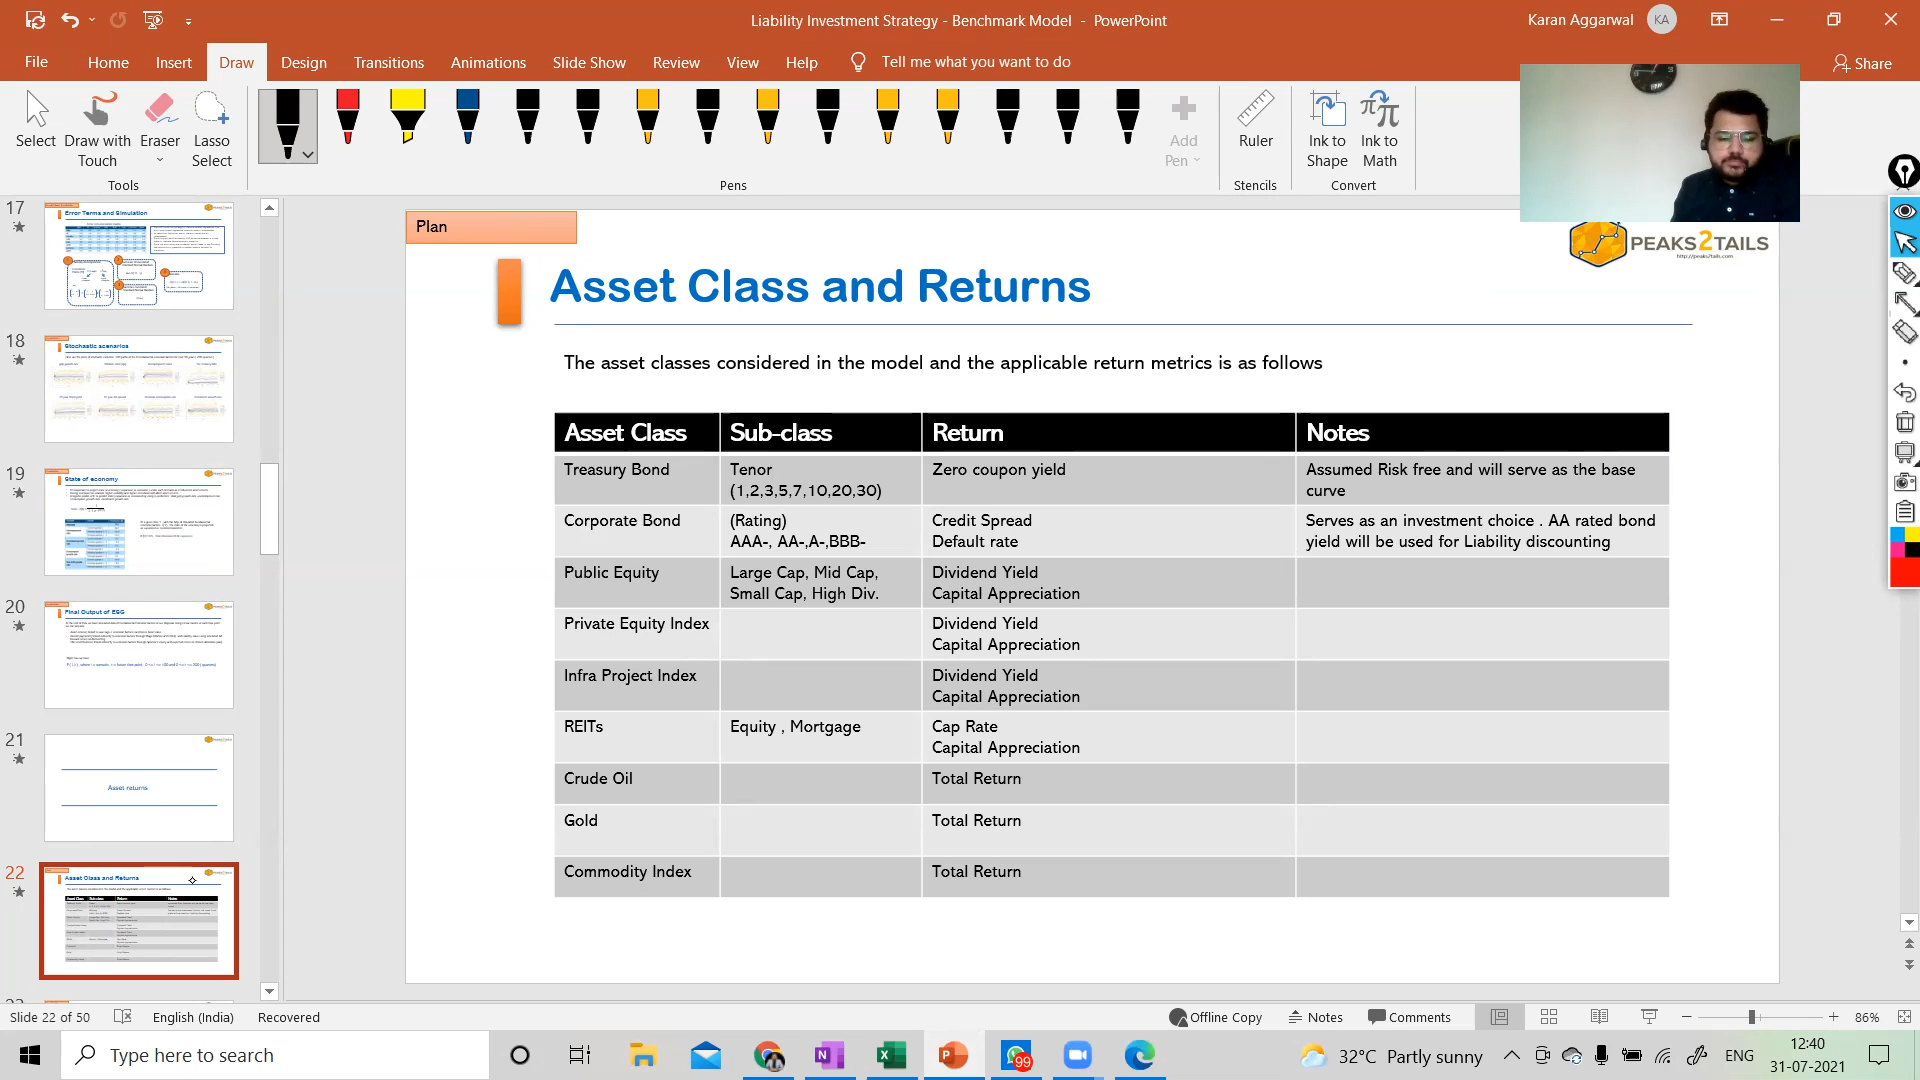 Liability Investment Strategy - Benchmark Model - PowerPoint
Karan Aggarwal
KA
File
Home
Insert
Draw
Design
Transitions
Animations
Slide Show
Review
View
Help
Tell me what you want to do
Share
Select
Draw with Touch
Eraser
Lasso Select
Add Pen
Ruler
Ink to Shape
Ink to Math
Tools
Pens
Stencils
Convert
17
Error Terms and Simulation
18
Stochastic scenarios
19
State of economy
20
Final Output of ESG
21
Asset returns
22
Asset Class and Returns
Plan
PEAKS2TAILS
http://peaks2tails.com
Asset Class and Returns
The asset classes considered in the model and the applicable return metrics is as follows
Asset Class Sub-class Return Notes
Treasury Bond Tenor Zero coupon yield Assumed Risk free and will serve as the base
(1,2,3,5,7,10,20,30) curve
Corporate Bond (Rating) Credit Spread Serves as an investment choice . AA rated bond
AAA-, AA-,A-,BBB- Default rate yield will be used for Liability discounting
Public Equity Large Cap, Mid Cap, Dividend Yield
Small Cap, High Div. Capital Appreciation
Private Equity Index Dividend Yield
Capital Appreciation
Infra Project Index Dividend Yield
Capital Appreciation
REITs Equity , Mortgage Cap Rate
Capital Appreciation
Crude Oil Total Return
Gold Total Return
Commodity Index Total Return
Slide 22 of 50
English (India)
Recovered
Offline Copy
Notes
Comments
86%
Type here to search
99
32°C Partly sunny
ENG
12:40
31-07-2021